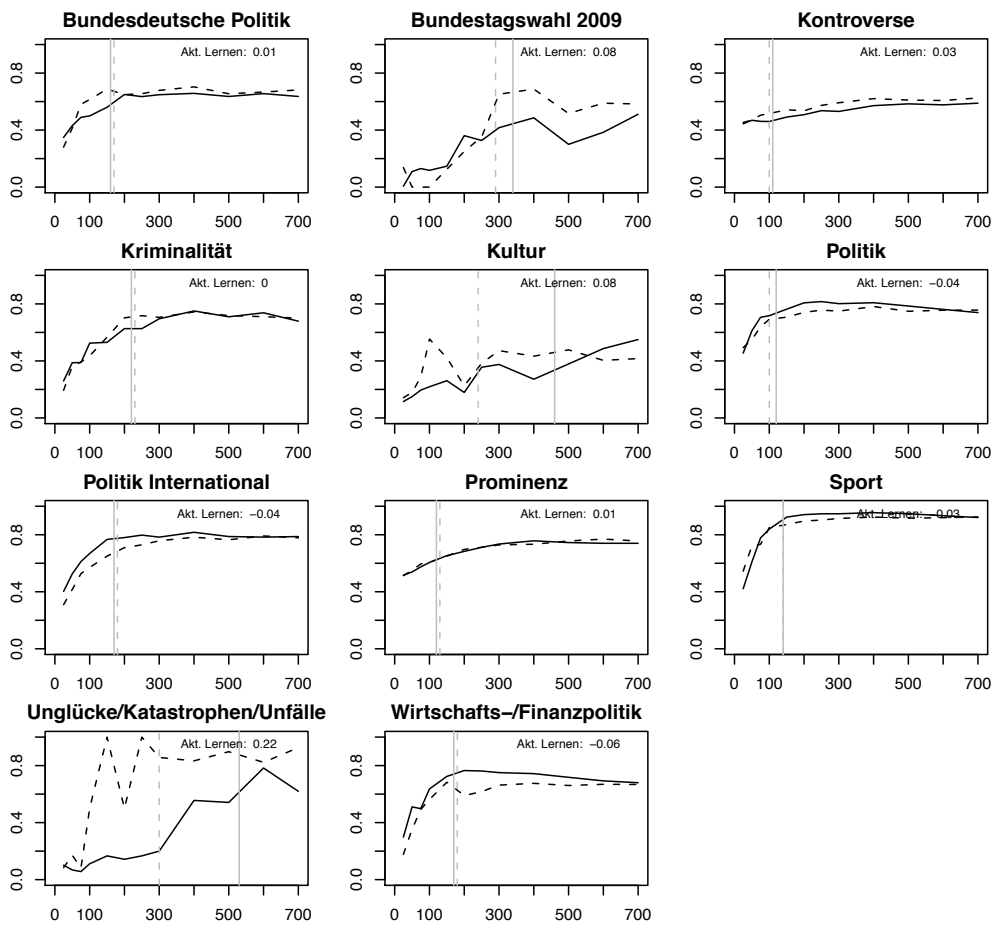 Bundesdeutsche Politik
Akt. Lernen: 0.01
0.0 0.4 0.8
0 100 300 500 700
Bundestagswahl 2009
Akt. Lernen: 0.08
0.0 0.4 0.8
0 100 300 500 700
Kontroverse
Akt. Lernen: 0.03
0.0 0.4 0.8
0 100 300 500 700
Kriminalität
Akt. Lernen: 0
0.0 0.4 0.8
0 100 300 500 700
Kultur
Akt. Lernen: 0.08
0.0 0.4 0.8
0 100 300 500 700
Politik
Akt. Lernen: −0.04
0.0 0.4 0.8
0 100 300 500 700
Politik International
Akt. Lernen: −0.04
0.0 0.4 0.8
0 100 300 500 700
Prominenz
Akt. Lernen: 0.01
0.0 0.4 0.8
0 100 300 500 700
Sport
Akt. Lernen: 0.03
0.0 0.4 0.8
0 100 300 500 700
Unglücke/Katastrophen/Unfälle
Akt. Lernen: 0.22
0.0 0.4 0.8
0 100 300 500 700
Wirtschafts−/Finanzpolitik
Akt. Lernen: −0.06
0.0 0.4 0.8
0 100 300 500 700